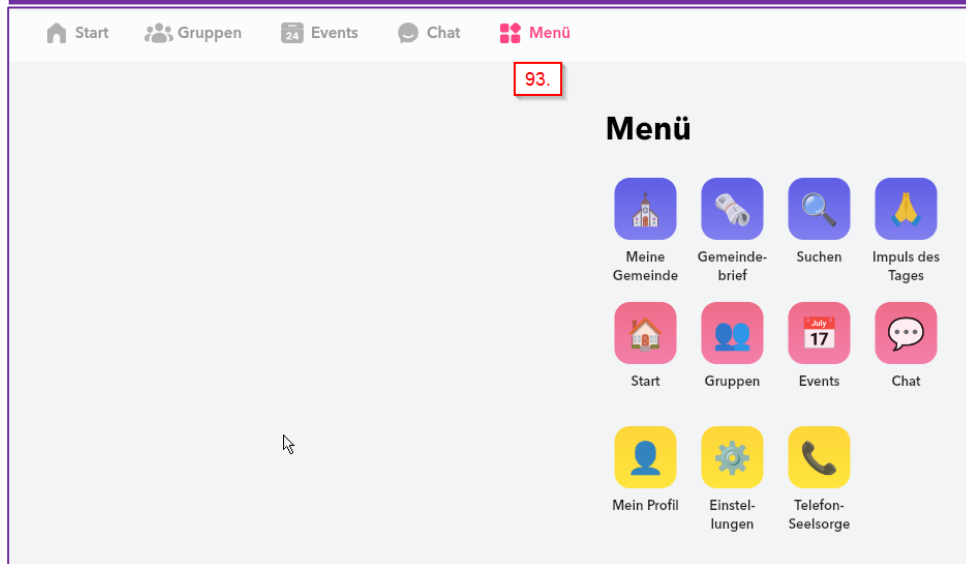 Start Gruppen 24 Events Chat Menü
93.
Menü
Meine Gemeinde- Suchen Impuls des
Gemeinde brief Tages
July
17
Start Gruppen Events Chat
Mein Profil Einstel- Telefon-
lungen Seelsorge